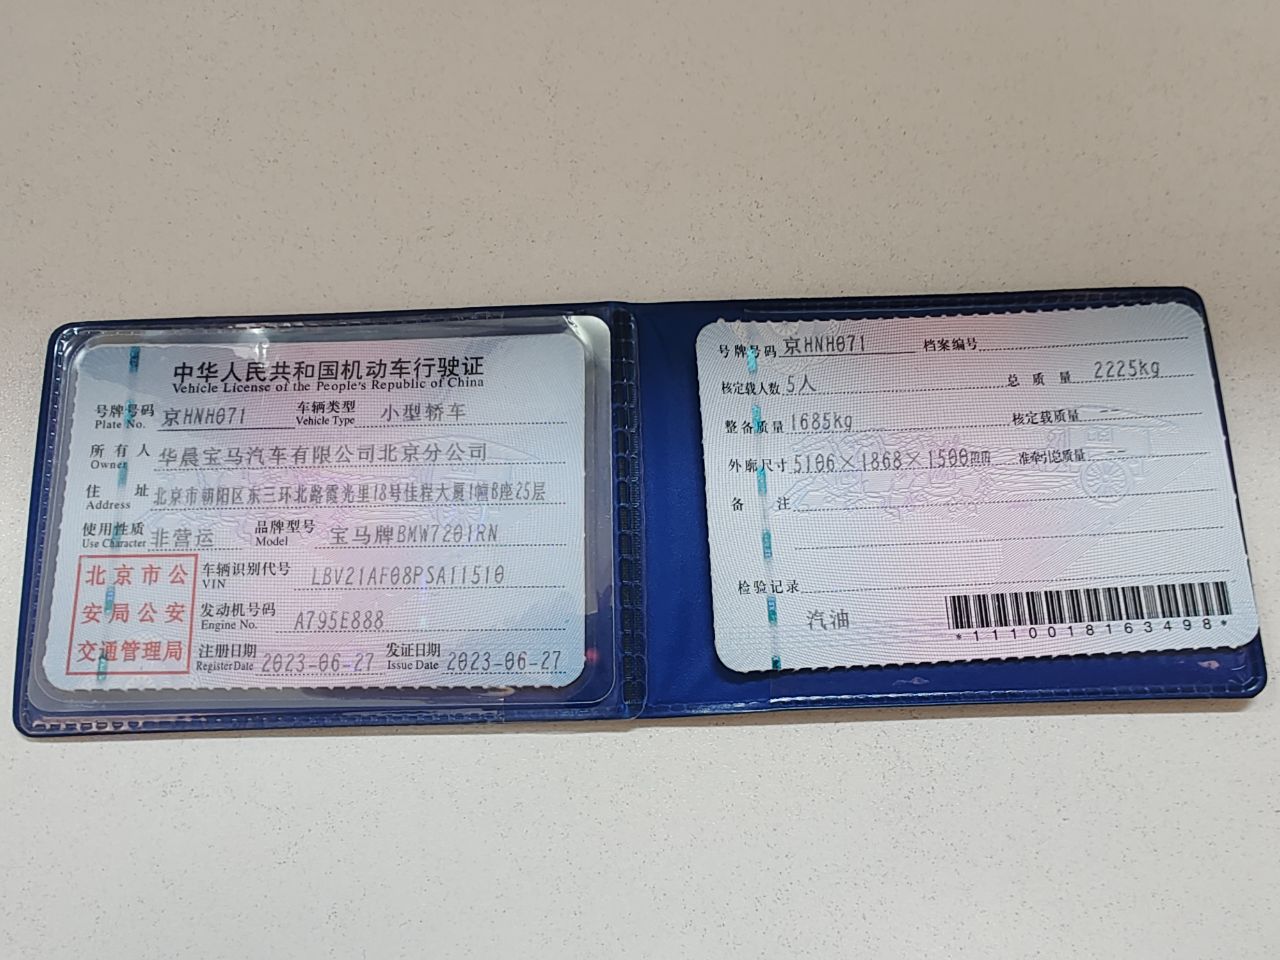 中华人民共和国机动车行驶证
Vehicle License of the People's Republic of China
号牌号码 京HNH071 车辆类型 小型轿车
Plate No. Vehicle Type
所有人 华晨宝马汽车有限公司北京分公司
Owner
住址 北京市朝阳区东三环北路霞光里18号佳程大厦1幢B座25层
Address
使用性质 非营运 品牌型号 宝马牌BMW7201RN
Use Character Model
北京市公
安局公安
交通管理局
车辆识别代号 LBV21AF08PSA11510
VIN
发动机号码 A795E888
Engine No.
注册日期 2023-06-27 发证日期 2023-06-27
Register Date Issue Date
号牌号码 京HNH071 档案编号
核定载人数 5人 总质量 2225kg
整备质量 1685kg 核定载质量 --
外廓尺寸 5106×1868×1500mm 准牵引总质量 --
备注
检验记录
汽油
*1110018163498*